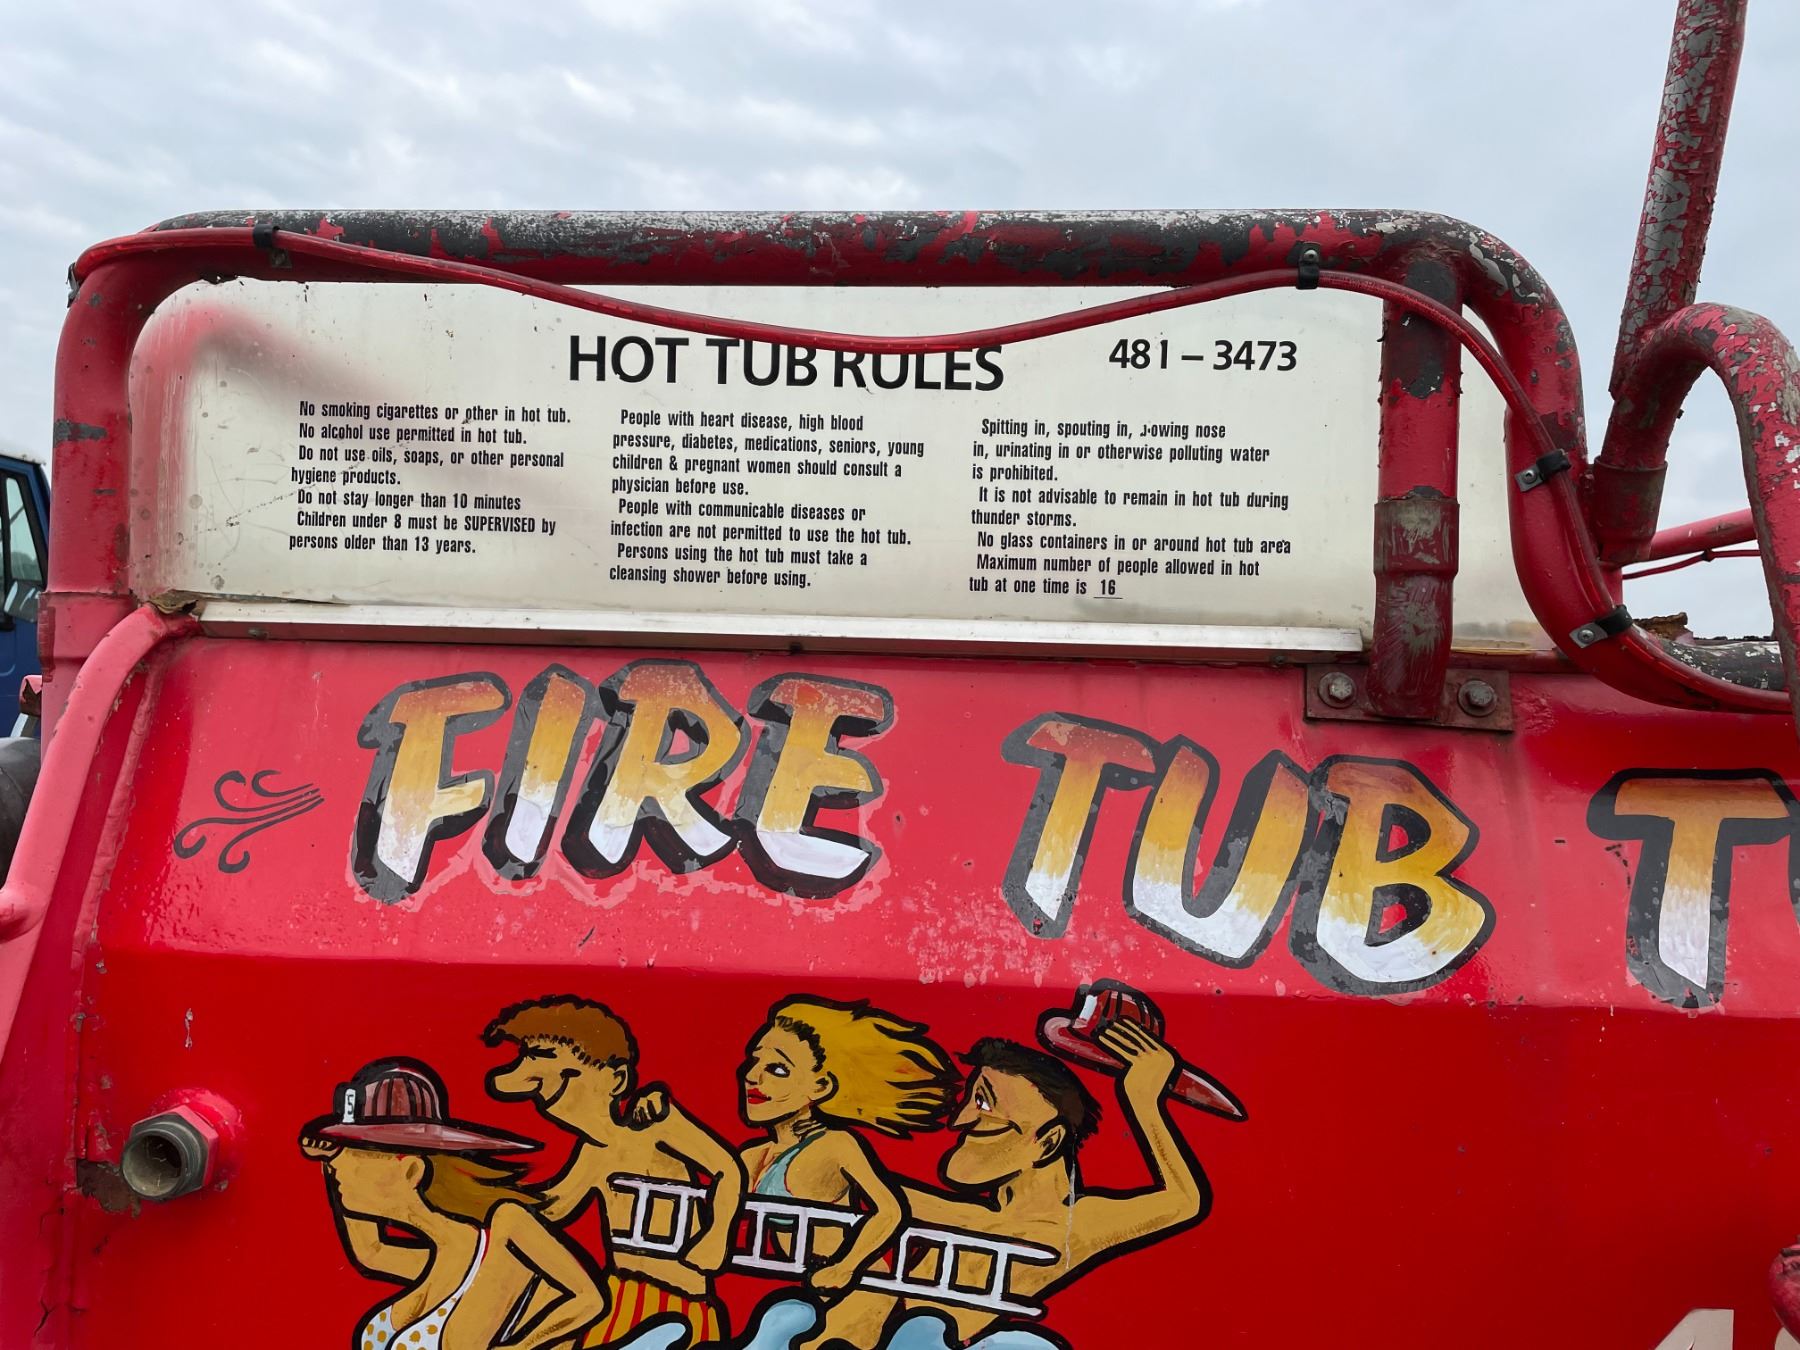 HOT TUB RULES
481-3473
No smoking cigarettes or other in hot tub.
No alcohol use permitted in hot tub.
Do not use oils, soaps, or other personal
hygiene products.
Do not stay longer than 10 minutes
Children under 8 must be SUPERVISED by
persons older than 13 years.
People with heart disease, high blood
pressure, diabetes, medications, seniors, young
children & pregnant women should consult a
physician before use.
People with communicable diseases or
infection are not permitted to use the hot tub.
Persons using the hot tub must take a
cleansing shower before using.
Spitting in, spouting in, nose
in, urinating in or otherwise polluting water
is prohibited.
It is not advisable to remain in hot tub during
thunder storms.
No glass containers in or around hot tub area
Maximum number of people allowed in hot
tub at one time is 16
FIRE TUB
5